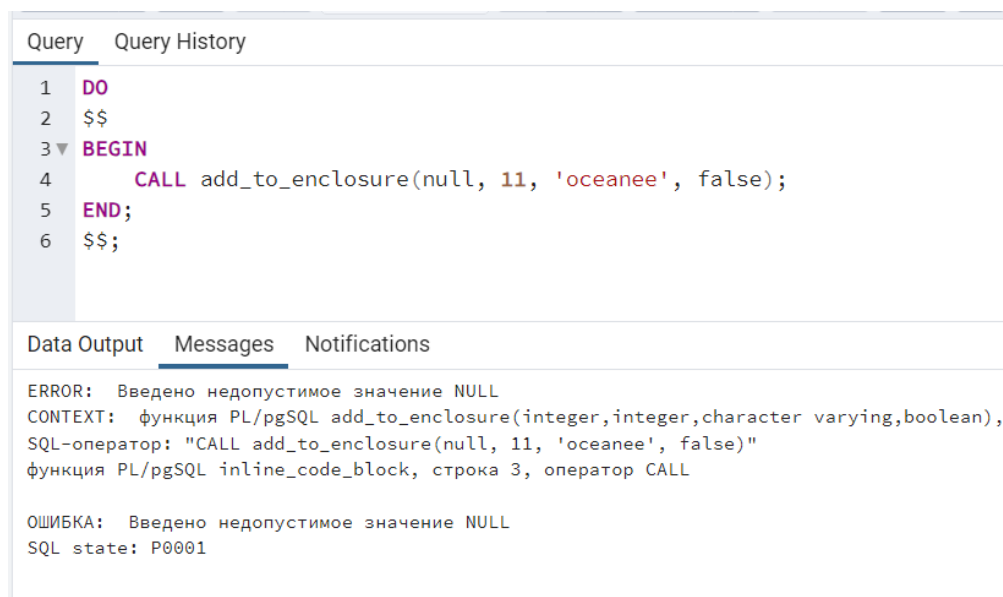 Query Query History
1 DO
2 $$
3 BEGIN
4 CALL add_to_enclosure(null, 11, 'oceanee', false);
5 END;
6 $$;
Data Output Messages Notifications
ERROR: Введено недопустимое значение NULL
CONTEXT: функция PL/pgSQL add_to_enclosure(integer,integer,character varying,boolean),
SQL-оператор: "CALL add_to_enclosure(null, 11, 'oceanee', false)"
функция PL/pgSQL inline_code_block, строка 3, оператор CALL
ОШИБКА: Введено недопустимое значение NULL
SQL state: P0001